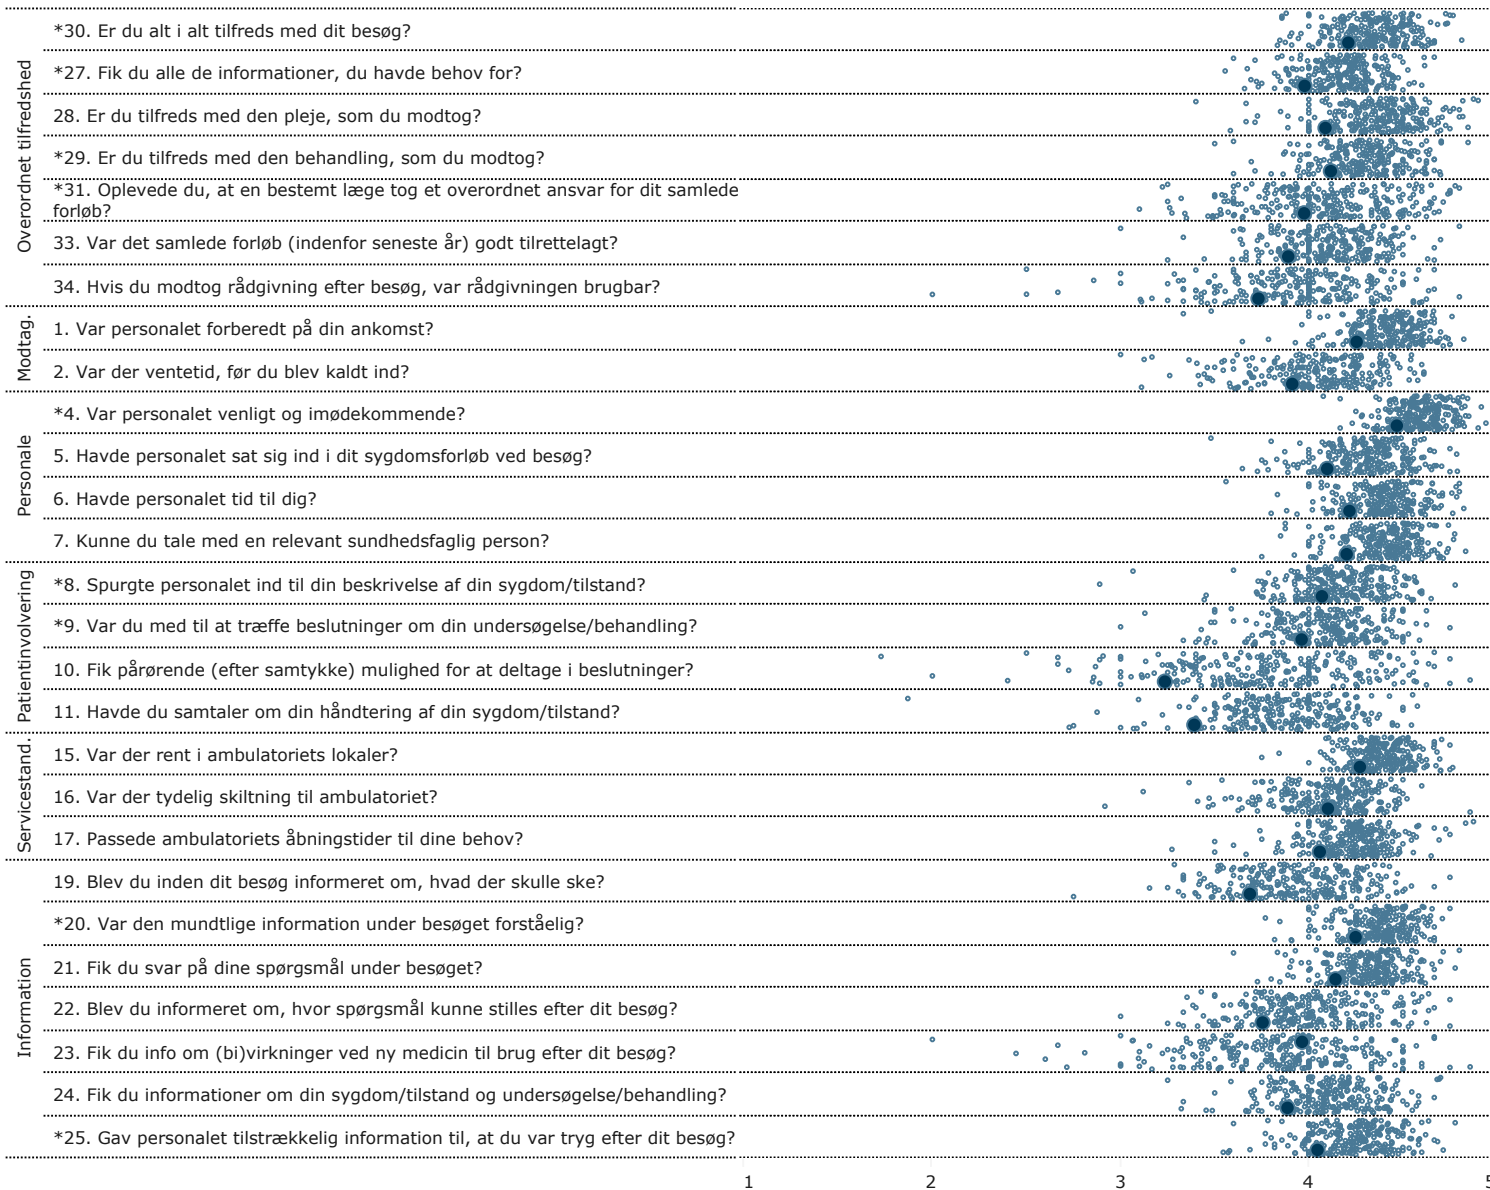 Overordnet tilfredshed
*30. Er du alt i alt tilfreds med dit besøg?
*27. Fik du alle de informationer, du havde behov for?
28. Er du tilfreds med den pleje, som du modtog?
*29. Er du tilfreds med den behandling, som du modtog?
*31. Oplevede du, at en bestemt læge tog et overordnet ansvar for dit samlede
forløb?
33. Var det samlede forløb (indenfor seneste år) godt tilrettelagt?
34. Hvis du modtog rådgivning efter besøg, var rådgivningen brugbar?
Modtag.
1. Var personalet forberedt på din ankomst?
2. Var der ventetid, før du blev kaldt ind?
Personale
*4. Var personalet venligt og imødekommende?
5. Havde personalet sat sig ind i dit sygdomsforløb ved besøg?
6. Havde personalet tid til dig?
7. Kunne du tale med en relevant sundhedsfaglig person?
Patientinvolvering
*8. Spurgte personalet ind til din beskrivelse af din sygdom/tilstand?
*9. Var du med til at træffe beslutninger om din undersøgelse/behandling?
10. Fik pårørende (efter samtykke) mulighed for at deltage i beslutninger?
11. Havde du samtaler om din håndtering af din sygdom/tilstand?
Servicestand.
15. Var der rent i ambulatoriets lokaler?
16. Var der tydelig skiltning til ambulatoriet?
17. Passede ambulatoriets åbningstider til dine behov?
Information
19. Blev du inden dit besøg informeret om, hvad der skulle ske?
*20. Var den mundtlige information under besøget forståelig?
21. Fik du svar på dine spørgsmål under besøget?
22. Blev du informeret om, hvor spørgsmål kunne stilles efter dit besøg?
23. Fik du info om (bi)virkninger ved ny medicin til brug efter dit besøg?
24. Fik du informationer om din sygdom/tilstand og undersøgelse/behandling?
*25. Gav personalet tilstrækkelig information til, at du var tryg efter dit besøg?
1 2 3 4 5